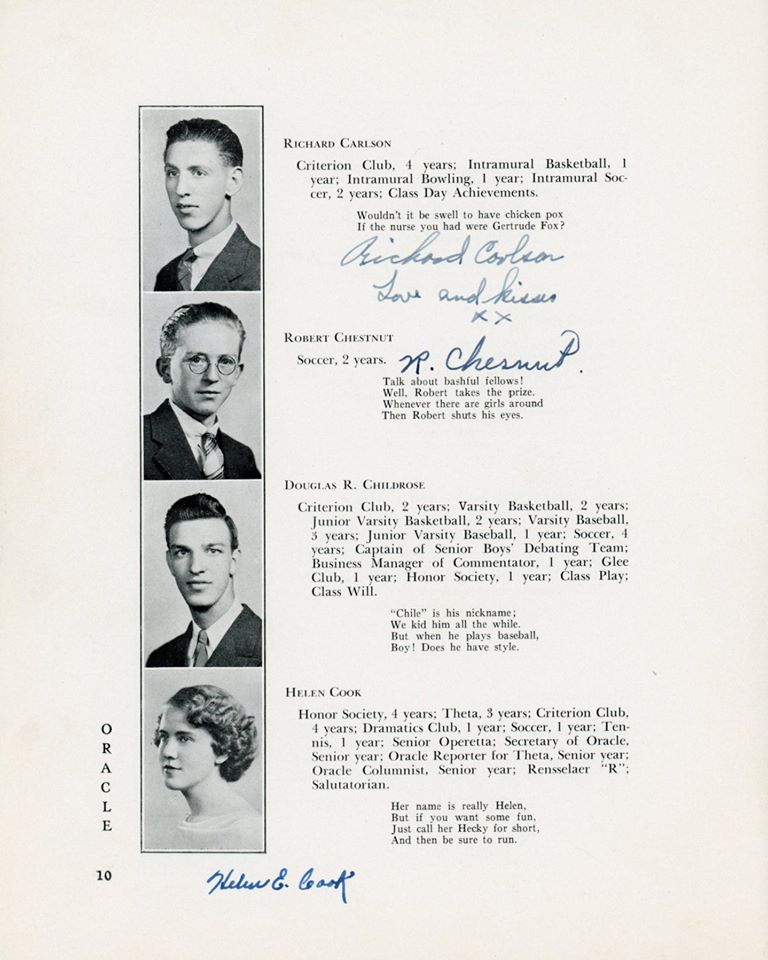 RICHARD CARLSON
Criterion Club, 4 years; Intramural Basketball, 1
year; Intramural Bowling, 1 year; Intramural Soc-
cer, 2 years; Class Day Achievements.
Wouldn't it be swell to have chicken pox
If the nurse you had were Gertrude Fox?
Richard Carlson
Love and kisses
x x
ROBERT CHESTNUT
Soccer, 2 years.
R. Chesnut.
Talk about bashful fellows!
Well, Robert takes the prize.
Whenever there are girls around
Then Robert shuts his eyes.
DOUGLAS R. CHILDROSE
Criterion Club, 2 years; Varsity Basketball, 2 years;
Junior Varsity Basketball, 2 years; Varsity Baseball,
3 years; Junior Varsity Baseball, 1 year; Soccer, 4
years; Captain of Senior Boys' Debating Team;
Business Manager of Commentator, 1 year; Glee
Club, 1 year; Honor Society, 1 year; Class Play;
Class Will.
"Chile" is his nickname;
We kid him all the while.
But when he plays baseball,
Boy! Does he have style.
HELEN COOK
Honor Society, 4 years; Theta, 3 years; Criterion Club,
4 years; Dramatics Club, 1 year; Soccer, 1 year; Ten-
nis, 1 year; Senior Operetta; Secretary of Oracle,
Senior year; Oracle Reporter for Theta, Senior year;
Oracle Columnist, Senior year; Rensselaer "R";
Salutatorian.
Her name is really Helen,
But if you want some fun,
Just call her Hecky for short,
And then be sure to run.
ORACLE
10
Helen E. Cook